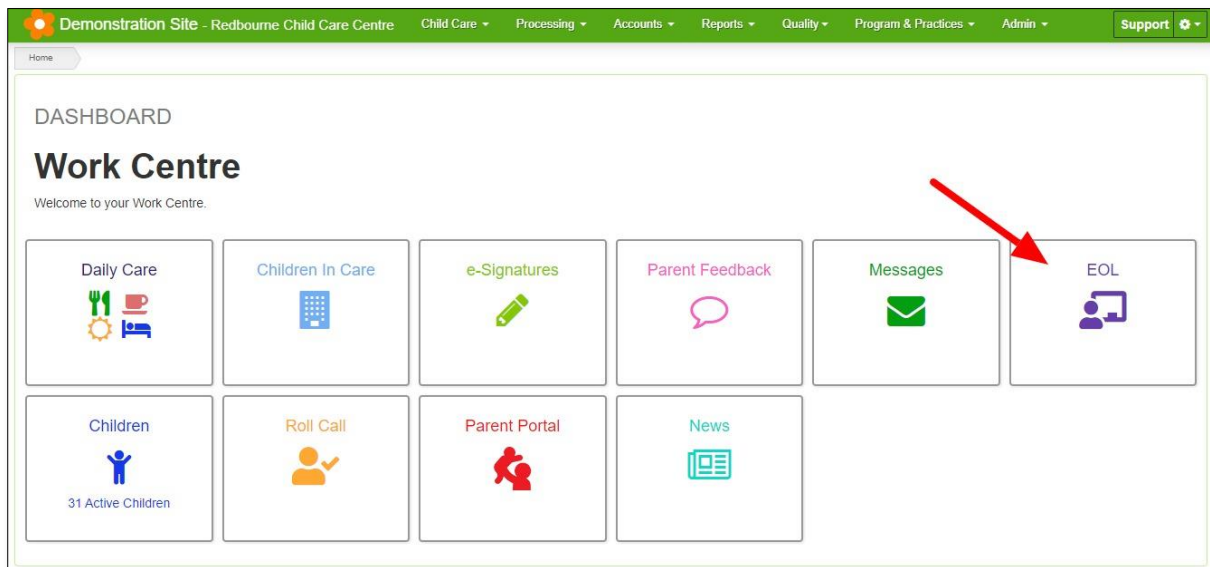 Demonstration Site - Redbourne Child Care Centre Child Care Processing Accounts Reports Quality Program & Practices Admin Support
Home
DASHBOARD
Work Centre
Welcome to your Work Centre.
Daily Care Children In Care e-Signatures Parent Feedback Messages EOL
Children Roll Call Parent Portal News
31 Active Children